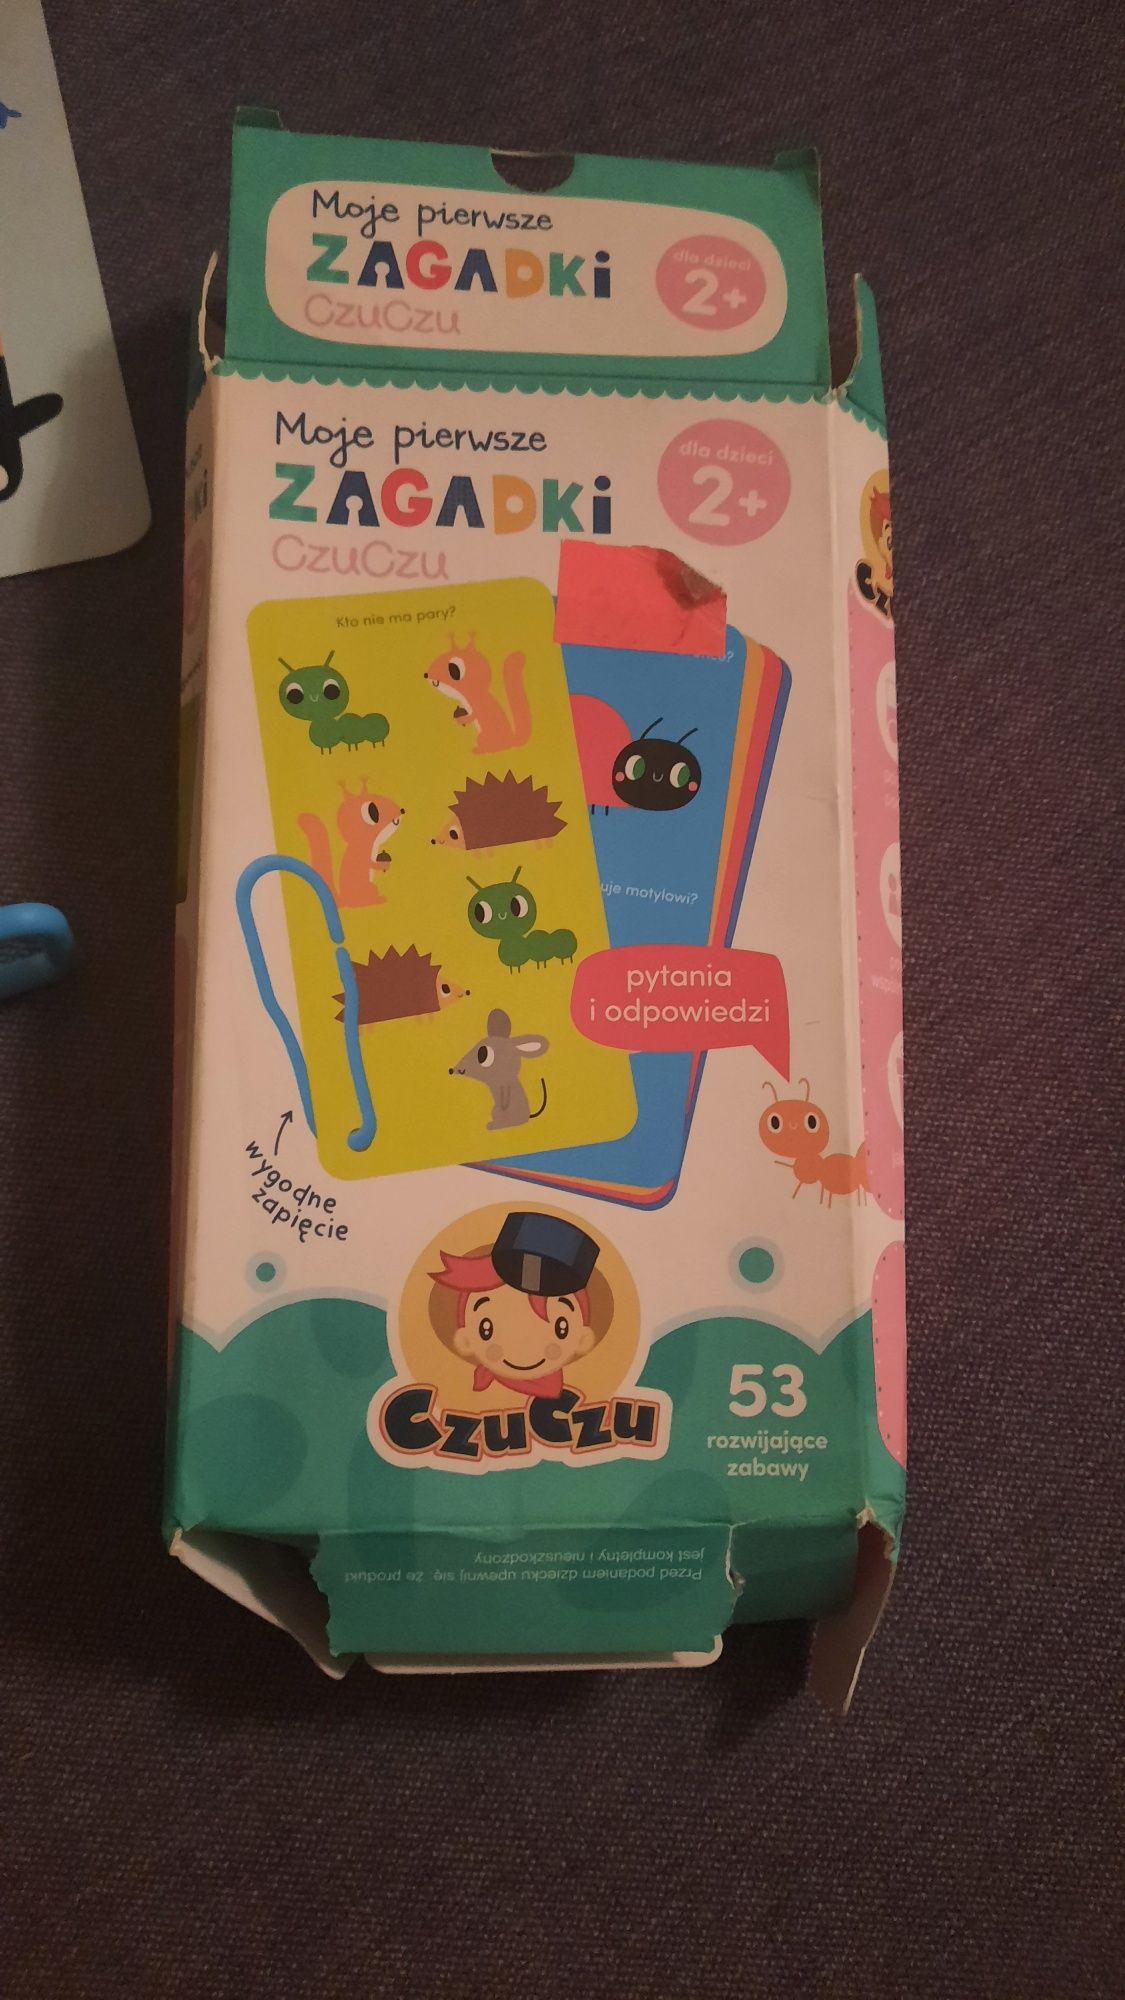 Moje pierwsze
ZAGADKi
CzuCzu
dla dzieci
2+
Moje pierwsze
ZAGADKi
CzuCzu
dla dzieci
2+
Kto nie ma pary?
motylowi?
pytania
i odpowiedzi
wygodne
zapięcie
CzuCzu
53
rozwijające
zabawy
Przed podaniem dziecku upewnij się, że produkt
jest kompletny i nieuszkodzony